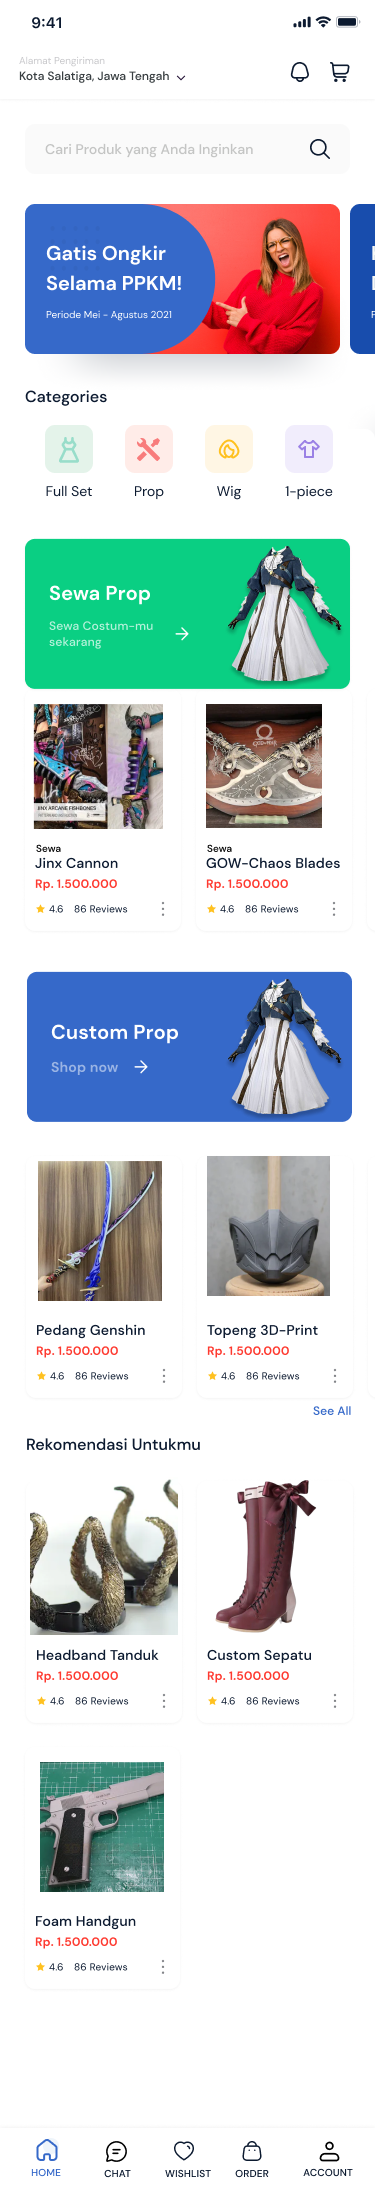 9:41
Alamat Pengiriman
Kota Salatiga, Jawa Tengah
Cari Produk yang Anda Inginkan
Gatis Ongkir
Selama PPKM!
Periode Mei - Agustus 2021
Categories
Full Set
Prop
Wig
1-piece
Sewa Prop
Sewa Costum-mu
sekarang
JINX ARCANE FISHBONES
GOD OF WAR
Sewa
Jinx Cannon
Rp. 1.500.000
4.6 86 Reviews
Sewa
GOW-Chaos Blades
Rp. 1.500.000
4.6 86 Reviews
Custom Prop
Shop now
Pedang Genshin
Rp. 1.500.000
4.6 86 Reviews
Topeng 3D-Print
Rp. 1.500.000
4.6 86 Reviews
See All
Rekomendasi Untukmu
Headband Tanduk
Rp. 1.500.000
4.6 86 Reviews
Custom Sepatu
Rp. 1.500.000
4.6 86 Reviews
Foam Handgun
Rp. 1.500.000
4.6 86 Reviews
HOME
CHAT
WISHLIST
ORDER
ACCOUNT